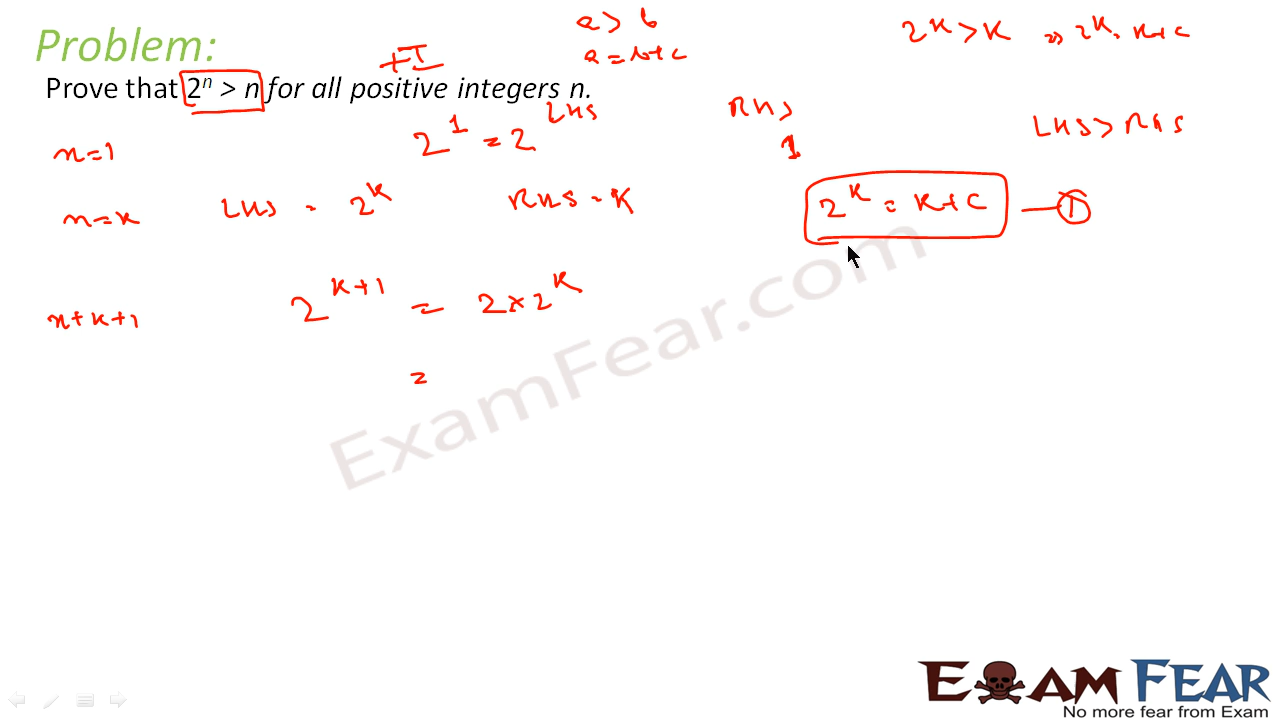 Problem:
a > b
a = b+c
2^k > k ⇒ 2^k = k+c
+I
Prove that 2ⁿ > n for all positive integers n.
n=1
2^1 = 2
LHS
RHS
1
LHS > RHS
n=k
LHS = 2^k
RHS = k
2^k = k+c — ①
n+k+1
2^k+1 = 2×2^k
=
ExamFear.com
EXAM FEAR
No more fear from Exam